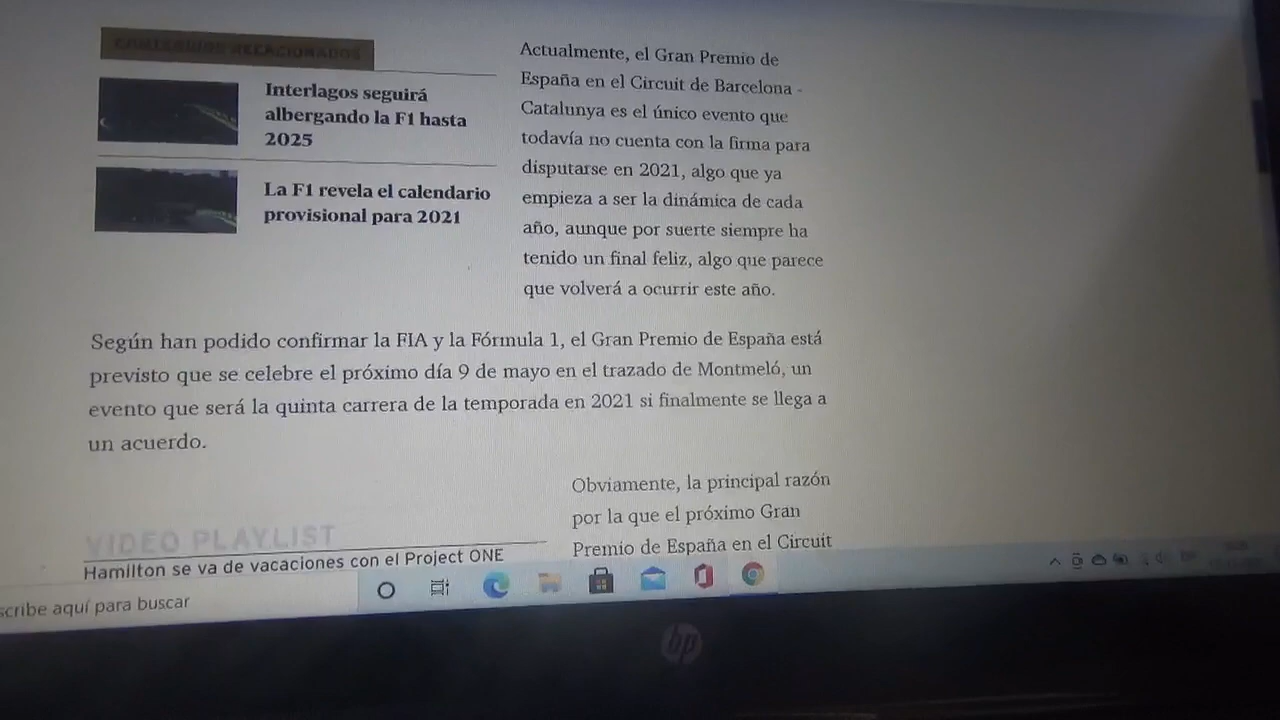 CONTENIDOS RELACIONADOS
Interlagos seguirá
albergando la F1 hasta
2025
La F1 revela el calendario
provisional para 2021
Actualmente, el Gran Premio de
España en el Circuit de Barcelona -
Catalunya es el único evento que
todavía no cuenta con la firma para
disputarse en 2021, algo que ya
empieza a ser la dinámica de cada
año, aunque por suerte siempre ha
tenido un final feliz, algo que parece
que volverá a ocurrir este año.
Según han podido confirmar la FIA y la Fórmula 1, el Gran Premio de España está
previsto que se celebre el próximo día 9 de mayo en el trazado de Montmeló, un
evento que será la quinta carrera de la temporada en 2021 si finalmente se llega a
un acuerdo.
VIDEO PLAYLIST
Hamilton se va de vacaciones con el Project ONE
Obviamente, la principal razón
por la que el próximo Gran
Premio de España en el Circuit
scribe aquí para buscar
hp